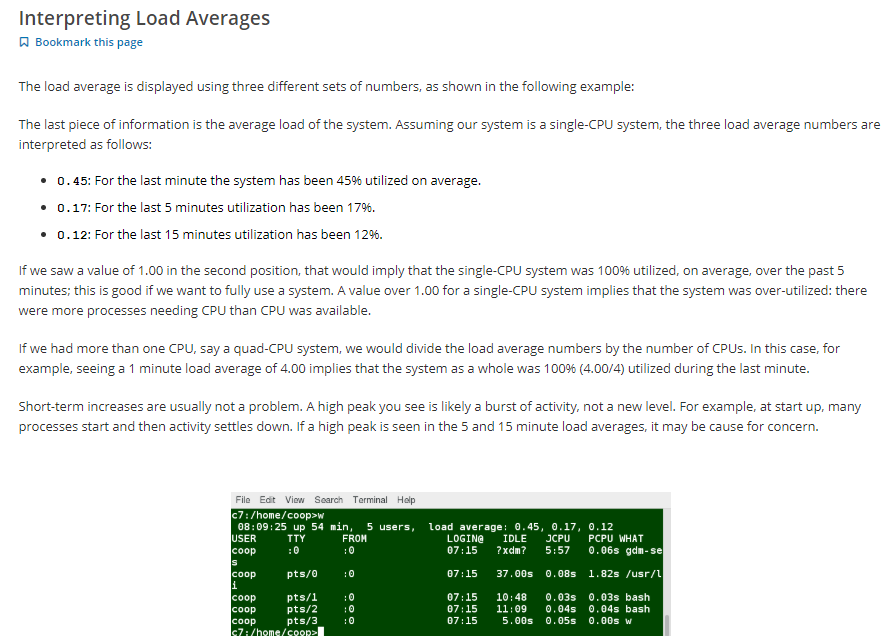 Interpreting Load Averages
Bookmark this page
The load average is displayed using three different sets of numbers, as shown in the following example:
The last piece of information is the average load of the system. Assuming our system is a single-CPU system, the three load average numbers are
interpreted as follows:
• 0.45: For the last minute the system has been 45% utilized on average.
• 0.17: For the last 5 minutes utilization has been 17%.
• 0.12: For the last 15 minutes utilization has been 12%.
If we saw a value of 1.00 in the second position, that would imply that the single-CPU system was 100% utilized, on average, over the past 5
minutes; this is good if we want to fully use a system. A value over 1.00 for a single-CPU system implies that the system was over-utilized: there
were more processes needing CPU than CPU was available.
If we had more than one CPU, say a quad-CPU system, we would divide the load average numbers by the number of CPUs. In this case, for
example, seeing a 1 minute load average of 4.00 implies that the system as a whole was 100% (4.00/4) utilized during the last minute.
Short-term increases are usually not a problem. A high peak you see is likely a burst of activity, not a new level. For example, at start up, many
processes start and then activity settles down. If a high peak is seen in the 5 and 15 minute load averages, it may be cause for concern.
File Edit View Search Terminal Help
c7:/home/coop>w
08:09:25 up 54 min, 5 users, load average: 0.45, 0.17, 0.12
USER TTY FROM LOGIN@ IDLE JCPU PCPU WHAT
coop :0 :0 07:15 ?xdm? 5:57 0.06s gdm-se
s
coop pts/0 :0 07:15 37.00s 0.08s 1.82s /usr/l
i
coop pts/1 :0 07:15 10:48 0.03s 0.03s bash
coop pts/2 :0 07:15 11:09 0.04s 0.04s bash
coop pts/3 :0 07:15 5.00s 0.05s 0.00s w
c7:/home/coop>